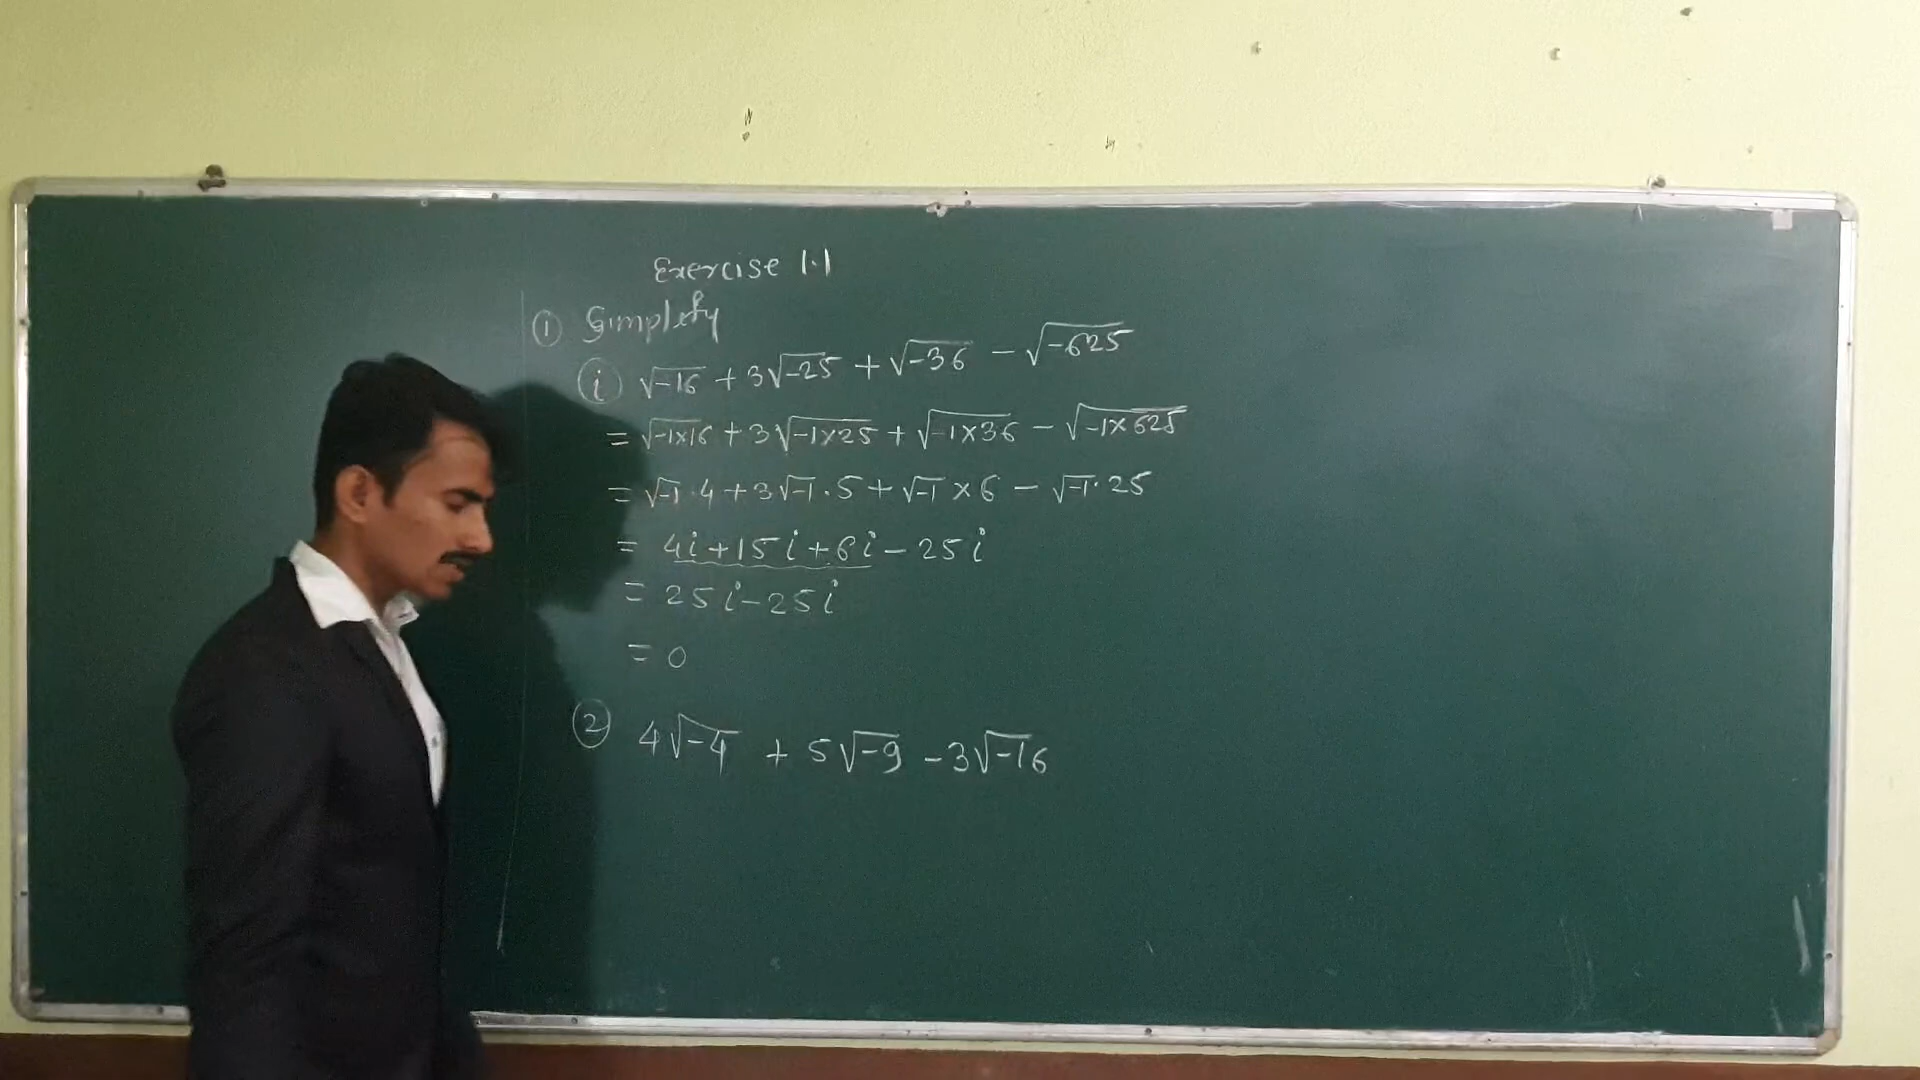 Exercise 1.1
① Simplify
ⓘ √-16 + 3√-25 + √-36 - √-625
= √-1×16 + 3√-1×25 + √-1×36 - √-1×625
= √-1·4 + 3√-1·5 + √-1×6 - √-1·25
= 4i+15i+6i-25i
= 25i-25i
= 0
② 4√-4 + 5√-9 - 3√-16